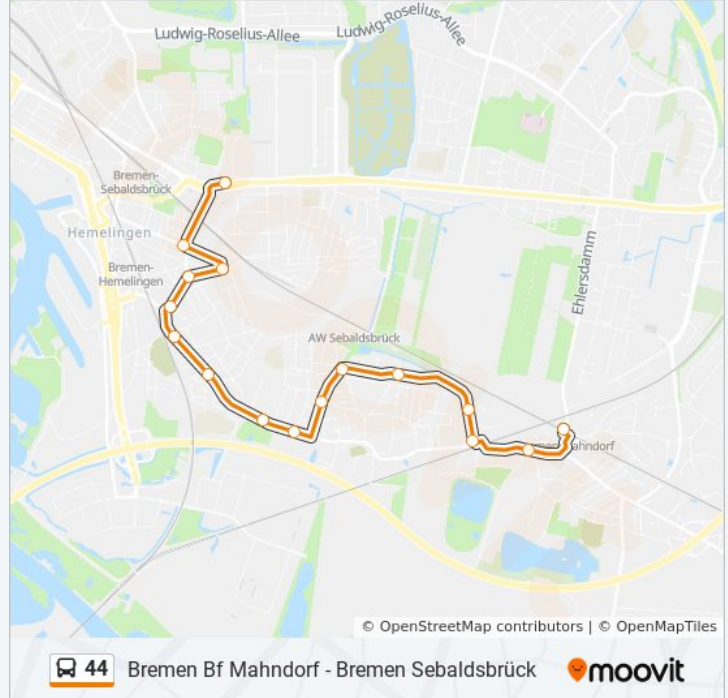 Ludwig-Roselius-Allee
Ludwig-Roselius-Allee
Bremen-
Sebaldsbrück
Hemelingen
Bremen-
Hemelingen
Ehlersdamm
AW Sebaldsbrück
© OpenStreetMap contributors | © OpenMapTiles
44 Bremen Bf Mahndorf - Bremen Sebaldsbrück moovit